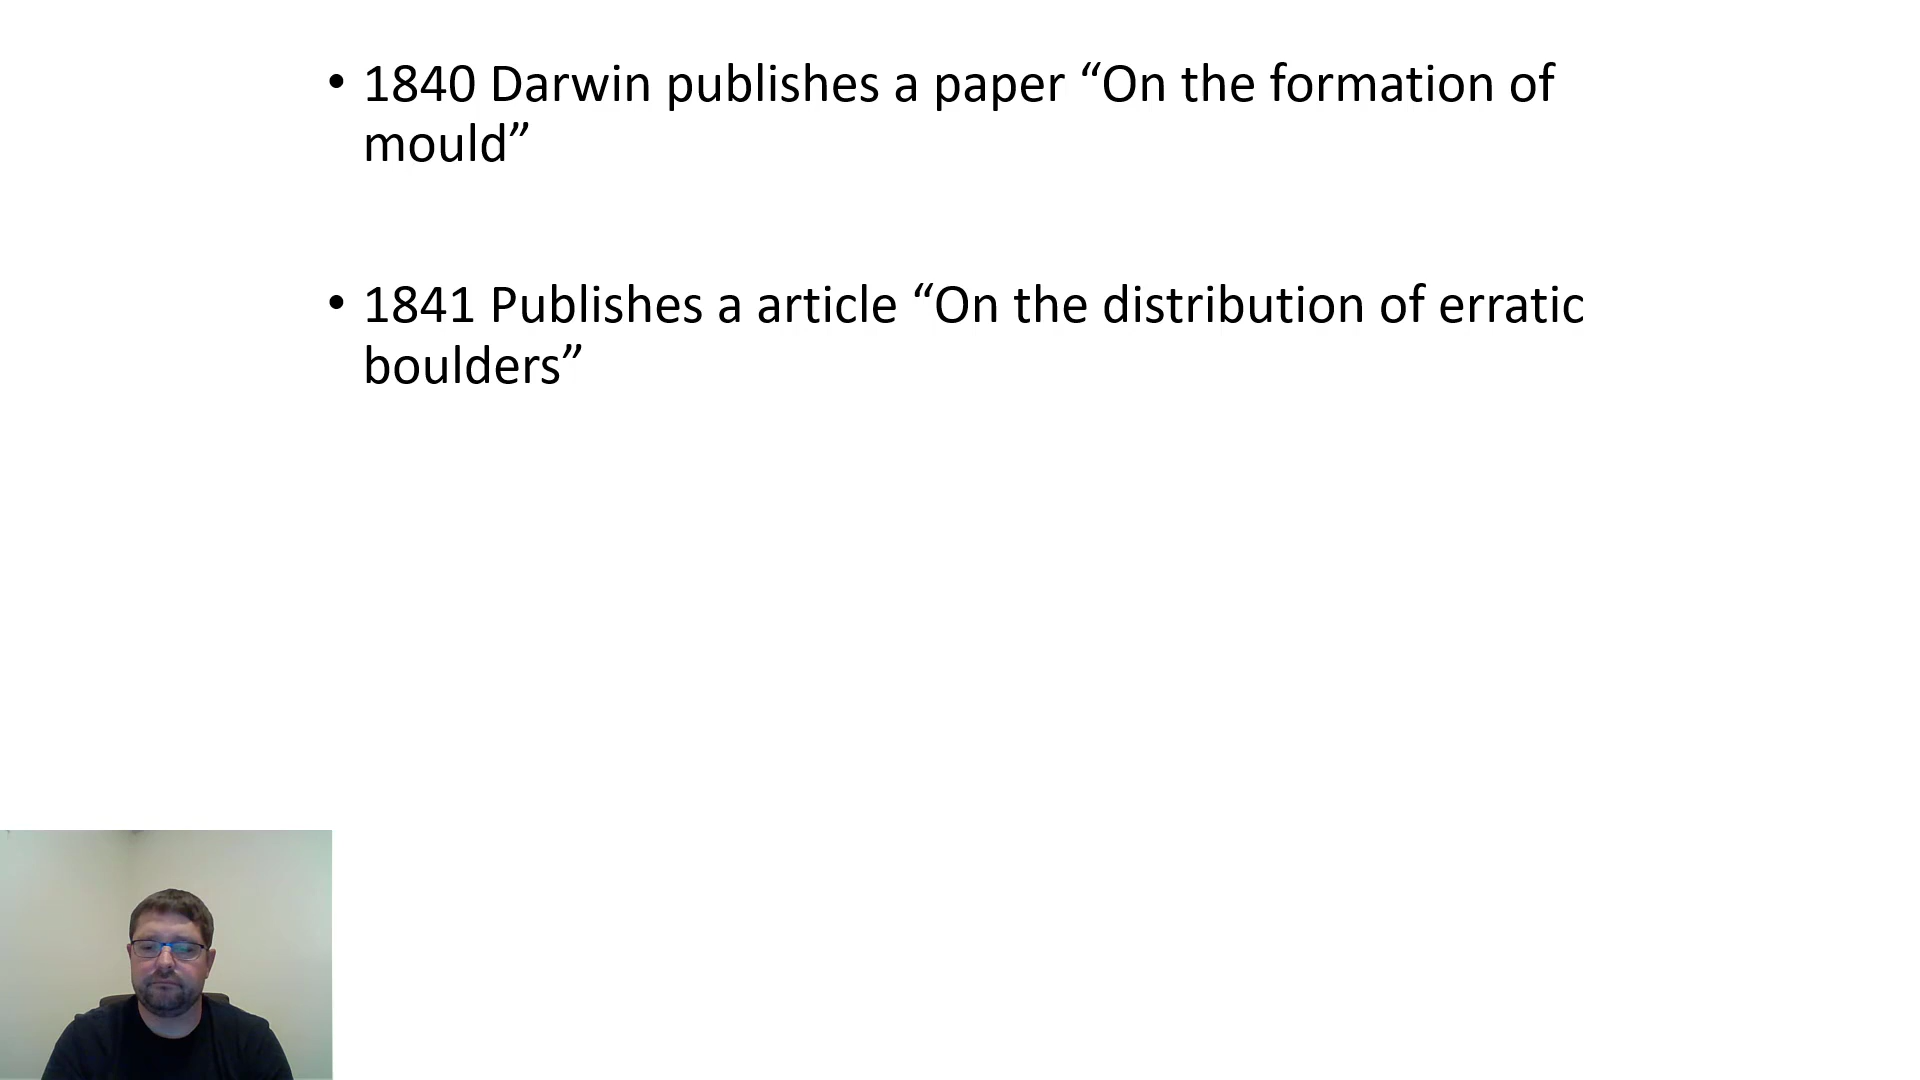 • 1840 Darwin publishes a paper “On the formation of
mould”
• 1841 Publishes a article “On the distribution of erratic
boulders”